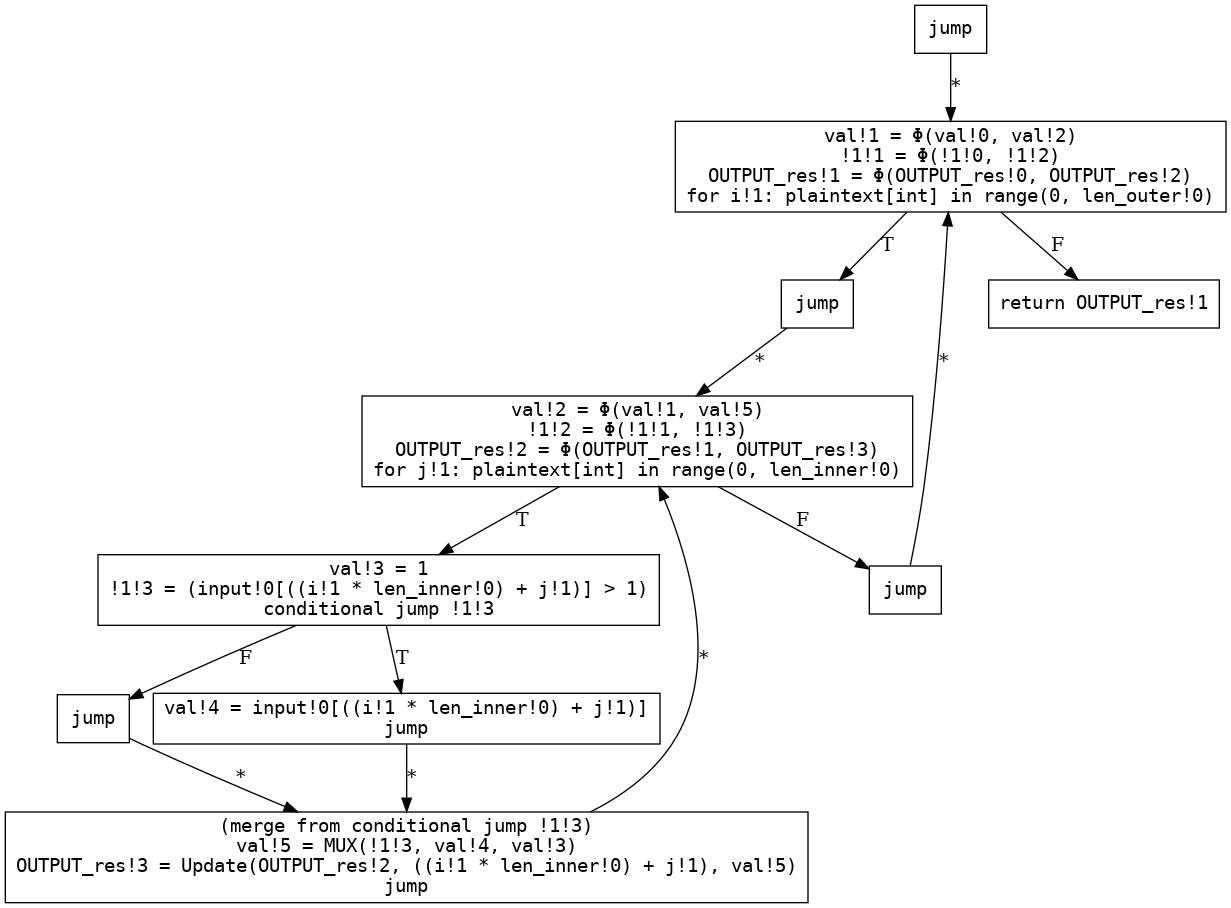 jump
*
val!1 = Φ(val!0, val!2)
!1!1 = Φ(!1!0, !1!2)
OUTPUT_res!1 = Φ(OUTPUT_res!0, OUTPUT_res!2)
for i!1: plaintext[int] in range(0, len_outer!0)
T
F
jump
return OUTPUT_res!1
*
*
val!2 = Φ(val!1, val!5)
!1!2 = Φ(!1!1, !1!3)
OUTPUT_res!2 = Φ(OUTPUT_res!1, OUTPUT_res!3)
for j!1: plaintext[int] in range(0, len_inner!0)
T
F
val!3 = 1
!1!3 = (input!0[((i!1 * len_inner!0) + j!1)] > 1)
conditional jump !1!3
jump
F
T
*
jump
val!4 = input!0[((i!1 * len_inner!0) + j!1)]
jump
*
*
(merge from conditional jump !1!3)
val!5 = MUX(!1!3, val!4, val!3)
OUTPUT_res!3 = Update(OUTPUT_res!2, ((i!1 * len_inner!0) + j!1), val!5)
jump